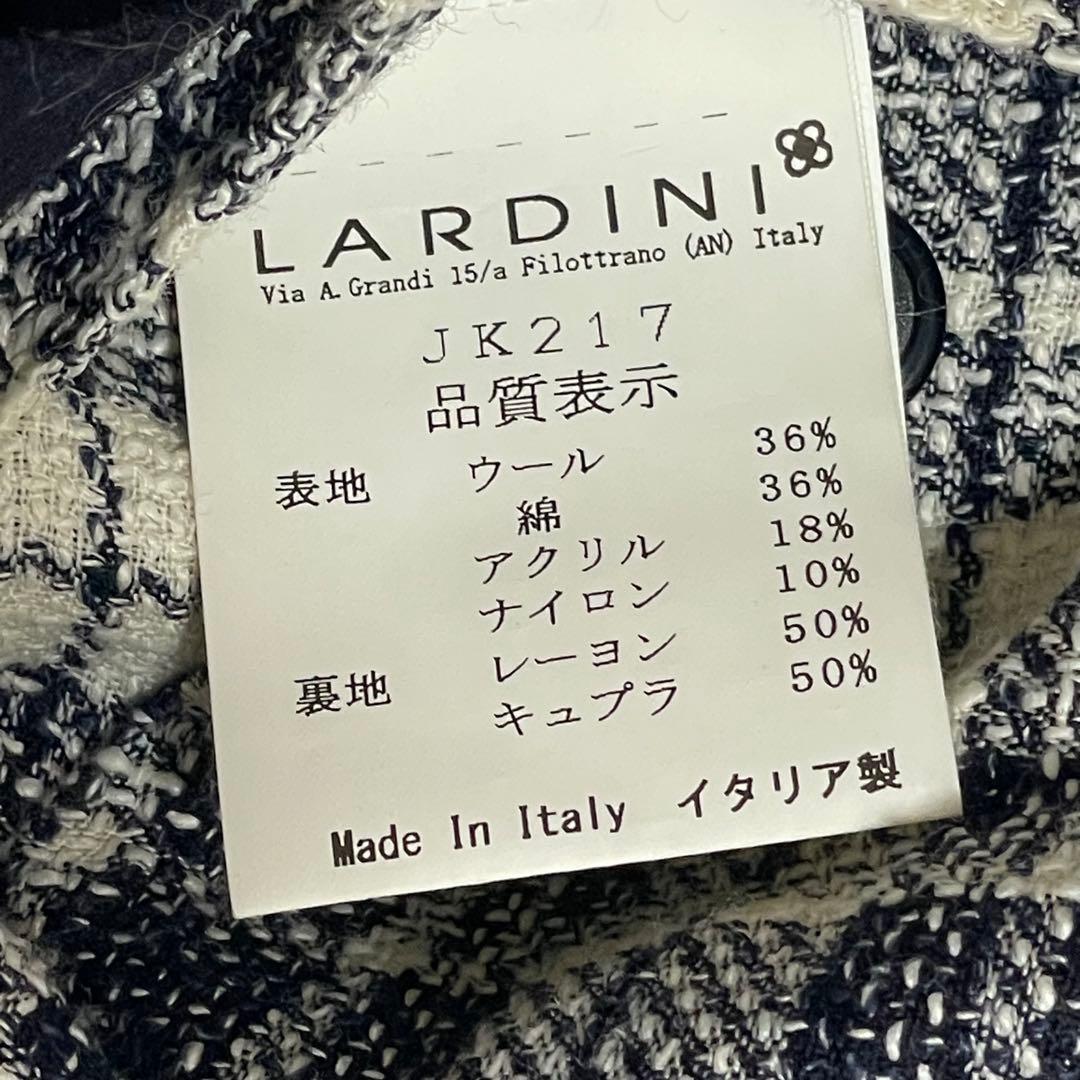 LARDINI
Via A. Grandi 15/a Filottrano (AN) Italy
JK217
品質表示
表地 ウール 36%
綿 36%
アクリル 18%
ナイロン 10%
裏地 レーヨン 50%
キュプラ 50%
Made In Italy イタリア製